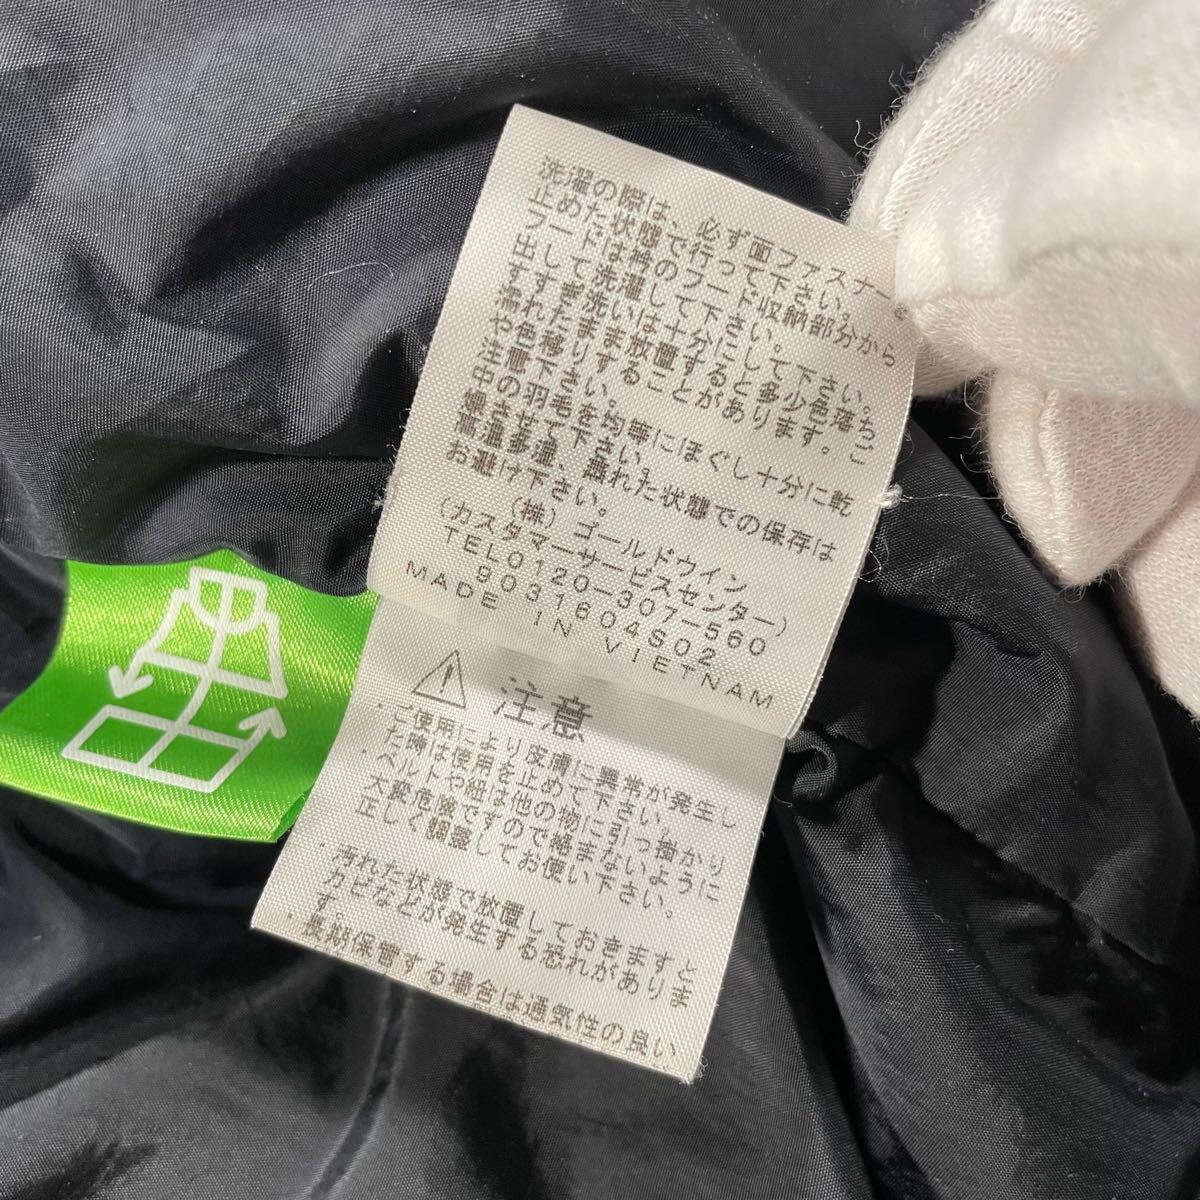 洗濯の際は、必ず面ファスナーを
止めた状態で行って下さい。
フードは衿のフード収納部分から
出して洗濯して下さい。
すすぎ洗いは十分にして下さい。
濡れたまま放置すると多少色落ち
や色移りすることがあります。ご
注意下さい。
中の羽毛を均等にほぐし十分に乾
燥させて下さい。
高温多湿、蒸れた状態での保存は
お避け下さい。
(株)ゴールドウイン
(カスタマーサービスセンター)
TEL0120-307-560
9031604S02
MADE IN VIETNAM
注意
・ご使用により皮膚に異常が発生し
た時は使用を止めて下さい。
・ベルトや紐は他の物に引っ掛かり
大変危険ですので絡まないように
正しく調整してお使い下さい。
・汚れた状態で放置しておきますと
カビなどが発生する恐れがありま
す。
・長期保管する場合は通気性の良い